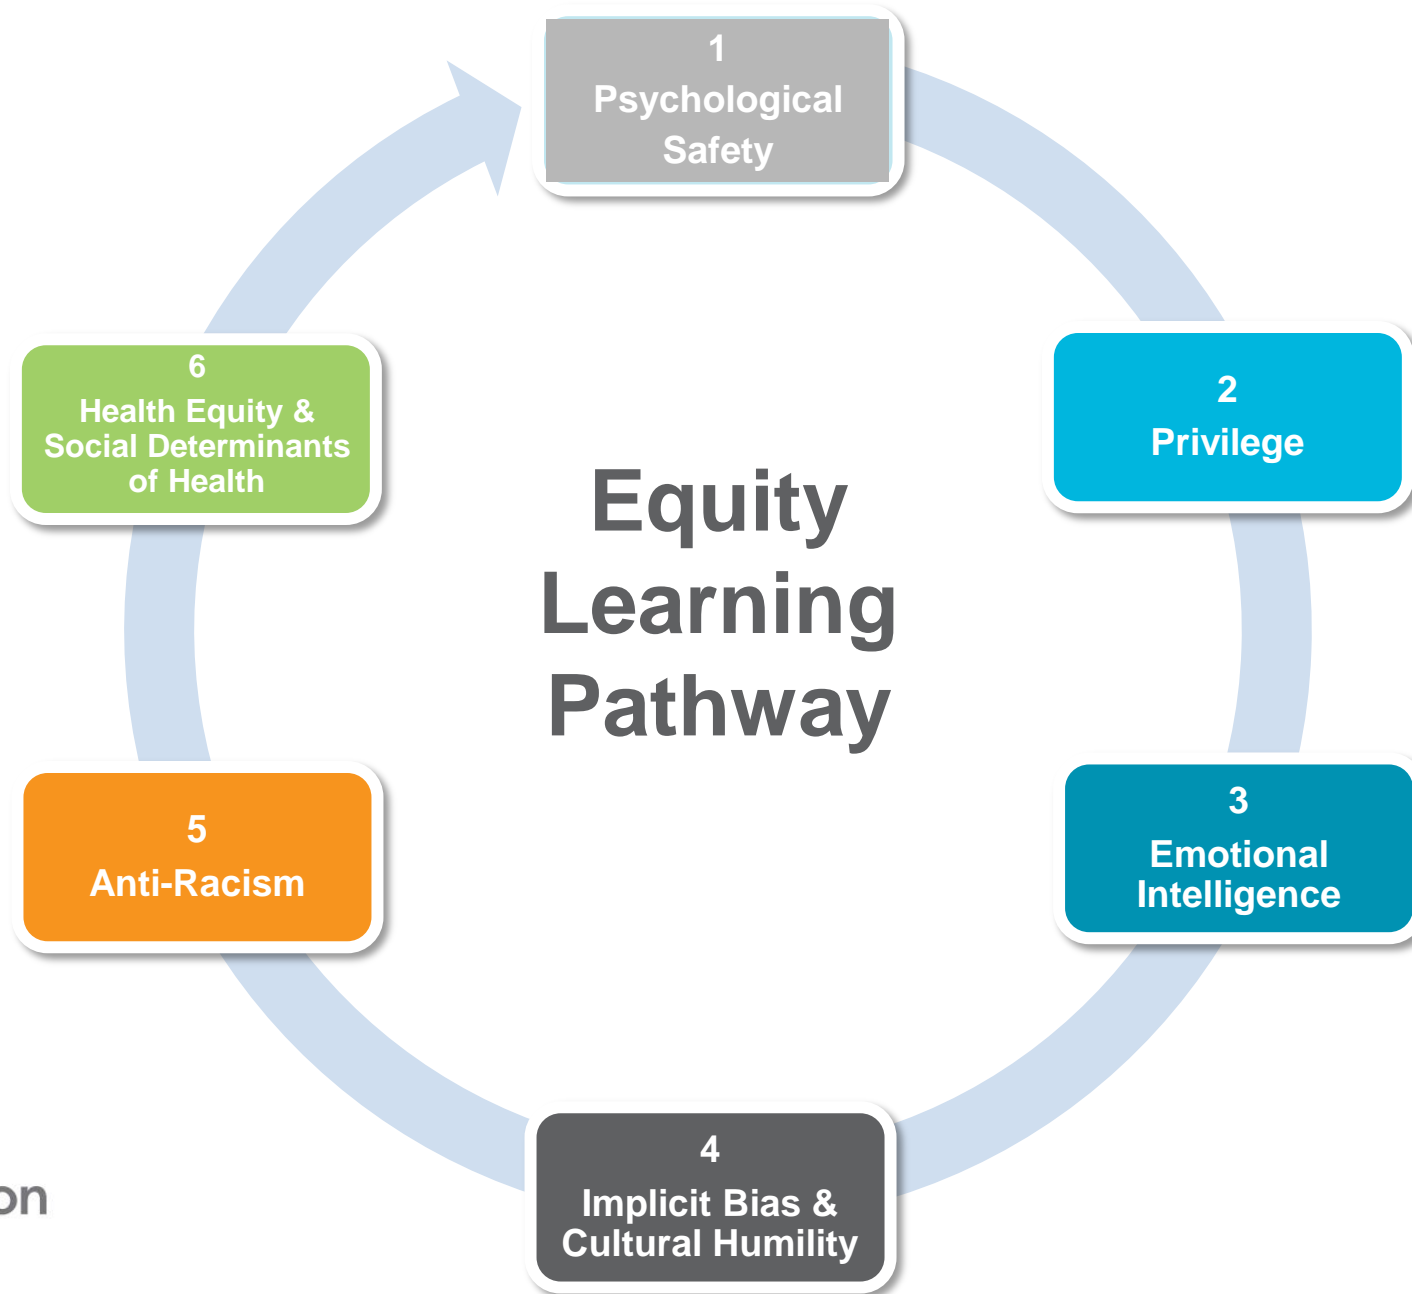 1
Psychological
Safety
2
Privilege
3
Emotional
Intelligence
4
Implicit Bias &
Cultural Humility
5
Anti-Racism
6
Health Equity &
Social Determinants
of Health
Equity
Learning
Pathway
on